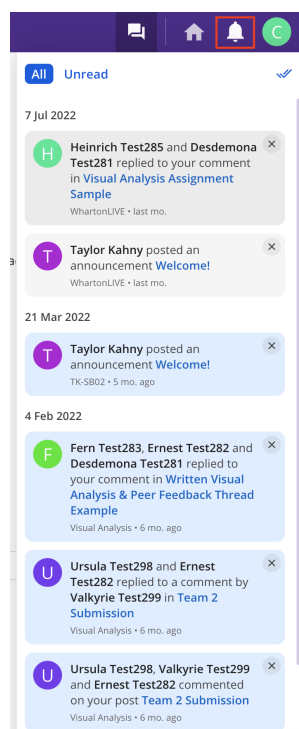 C
All Unread
7 Jul 2022
H
Heinrich Test285 and Desdemona
Test281 replied to your comment
in Visual Analysis Assignment
Sample
WhartonLIVE • last mo.
T
Taylor Kahny posted an
announcement Welcome!
WhartonLIVE • last mo.
21 Mar 2022
T
Taylor Kahny posted an
announcement Welcome!
TK-SB02 • 5 mo. ago
4 Feb 2022
F
Fern Test283, Ernest Test282 and
Desdemona Test281 replied to
your comment in Written Visual
Analysis & Peer Feedback Thread
Example
Visual Analysis • 6 mo. ago
U
Ursula Test298 and Ernest
Test282 replied to a comment by
Valkyrie Test299 in Team 2
Submission
Visual Analysis • 6 mo. ago
U
Ursula Test298, Valkyrie Test299
and Ernest Test282 commented
on your post Team 2 Submission
Visual Analysis • 6 mo. ago